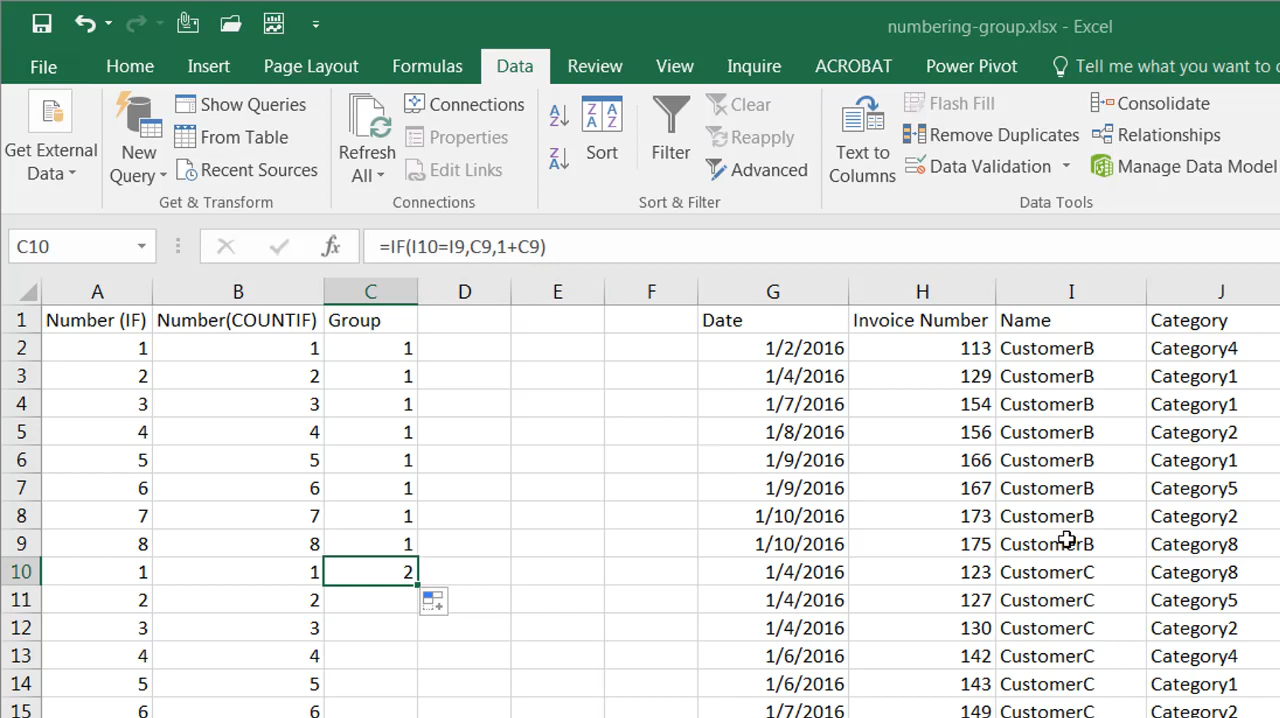 numbering-group.xlsx - Excel
File Home Insert Page Layout Formulas Data Review View Inquire ACROBAT Power Pivot Tell me what you want to
Get External Data
New Query
Show Queries
From Table
Recent Sources
Get & Transform
Refresh All
Connections
Properties
Edit Links
Connections
Sort
Filter
Clear
Reapply
Advanced
Sort & Filter
Text to Columns
Flash Fill
Remove Duplicates
Data Validation
Consolidate
Relationships
Manage Data Model
Data Tools
C10 fx =IF(I10=I9,C9,1+C9)
A B C D E F G H I J
1 Number (IF) Number(COUNTIF) Group Date Invoice Number Name Category
2 1 1 1 1/2/2016 113 CustomerB Category4
3 2 2 1 1/4/2016 129 CustomerB Category1
4 3 3 1 1/7/2016 154 CustomerB Category1
5 4 4 1 1/8/2016 156 CustomerB Category2
6 5 5 1 1/9/2016 166 CustomerB Category1
7 6 6 1 1/9/2016 167 CustomerB Category5
8 7 7 1 1/10/2016 173 CustomerB Category2
9 8 8 1 1/10/2016 175 CustomerB Category8
10 1 1 2 1/4/2016 123 CustomerC Category8
11 2 2 1/4/2016 127 CustomerC Category5
12 3 3 1/4/2016 130 CustomerC Category2
13 4 4 1/6/2016 142 CustomerC Category4
14 5 5 1/6/2016 143 CustomerC Category1
15 6 6 1/7/2016 149 CustomerC Category2